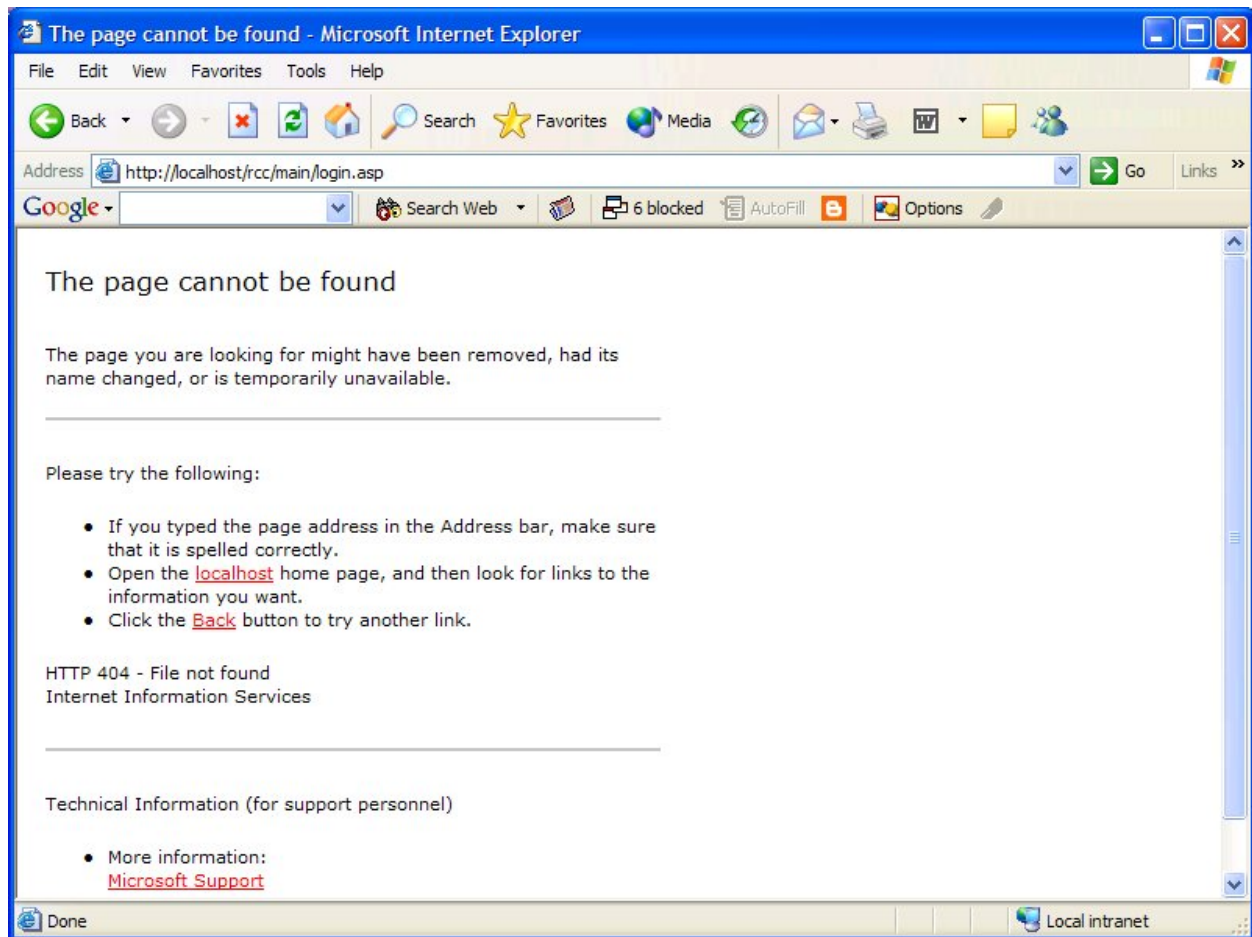 The page cannot be found - Microsoft Internet Explorer
File Edit View Favorites Tools Help
Back Search Favorites Media
Address http://localhost/rcc/main/login.asp Go Links »
Google Search Web 6 blocked AutoFill Options
The page cannot be found
The page you are looking for might have been removed, had its
name changed, or is temporarily unavailable.
Please try the following:
• If you typed the page address in the Address bar, make sure
that it is spelled correctly.
• Open the localhost home page, and then look for links to the
information you want.
• Click the Back button to try another link.
HTTP 404 - File not found
Internet Information Services
Technical Information (for support personnel)
• More information:
Microsoft Support
Done Local intranet